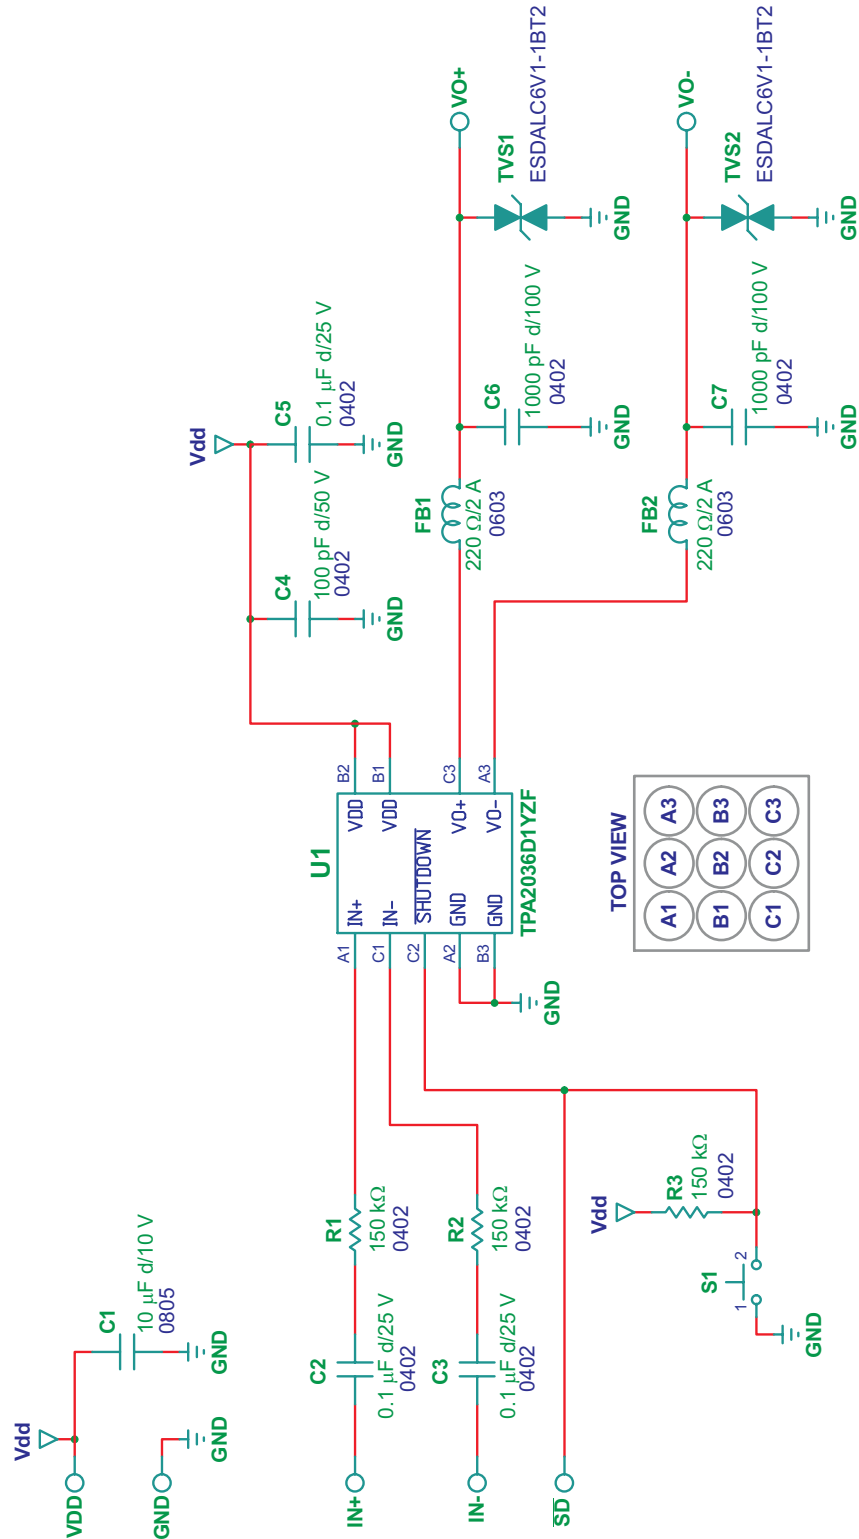 Vdd
VDD
GND
GND
C1
10 µF d/10 V
0805
GND
IN+
C2
0.1 µF d/25 V
0402
R1
150 kΩ
0402
IN-
C3
0.1 µF d/25 V
0402
R2
150 kΩ
0402
SD
Vdd
R3
150 kΩ
0402
S1
1
2
GND
U1
A1
IN+
C1
IN-
C2
SHUTDOWN
A2
GND
B3
GND
VDD
B2
VDD
B1
VO+
C3
VO-
A3
TPA2036D1YZF
GND
TOP VIEW
A1 A2 A3
B1 B2 B3
C1 C2 C3
Vdd
C4
100 pF d/50 V
0402
GND
C5
0.1 µF d/25 V
0402
GND
FB1
220 Ω/2 A
0603
C6
1000 pF d/100 V
0402
GND
TVS1
ESDALC6V1-1BT2
GND
VO+
FB2
220 Ω/2 A
0603
C7
1000 pF d/100 V
0402
GND
TVS2
ESDALC6V1-1BT2
GND
VO-